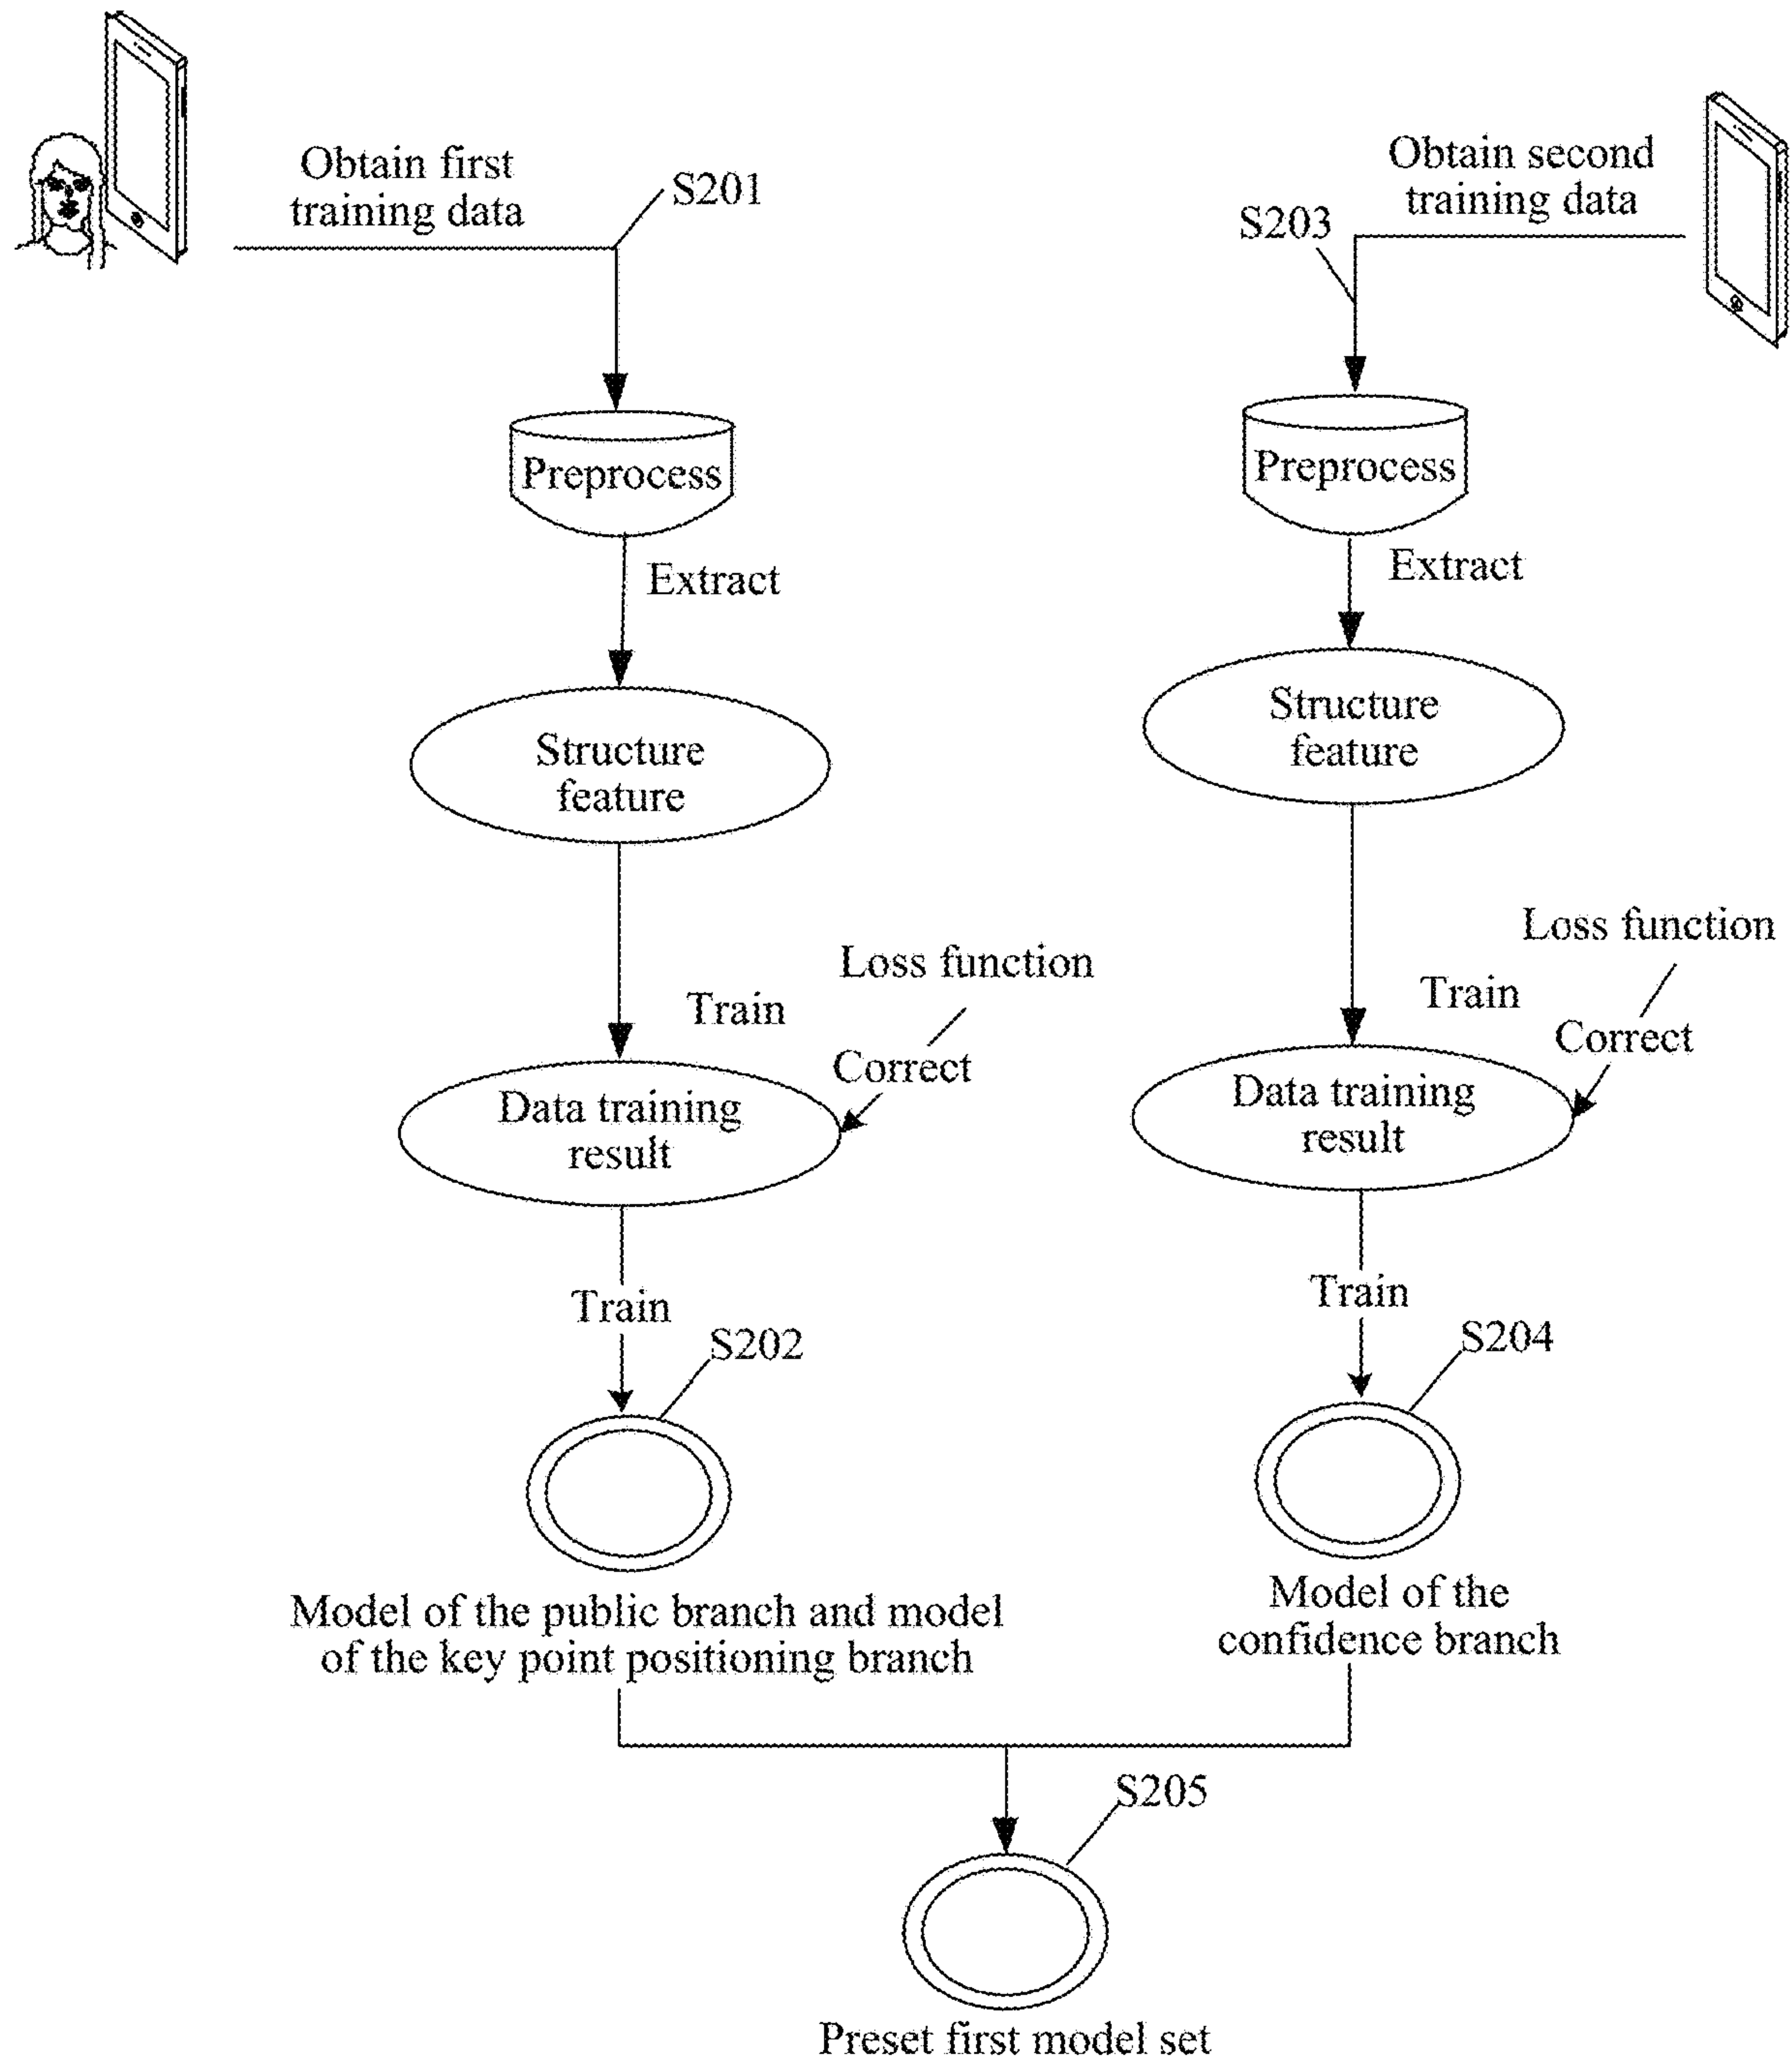 Obtain first
training data
S201
Obtain second
training data
S203
Preprocess
Preprocess
Extract
Extract
Structure
feature
Structure
feature
Loss function
Train
Correct
Loss function
Train
Correct
Data training
result
Data training
result
Train
Train
S202
S204
Model of the public branch and model
of the key point positioning branch
Model of the
confidence branch
S205
Preset first model set